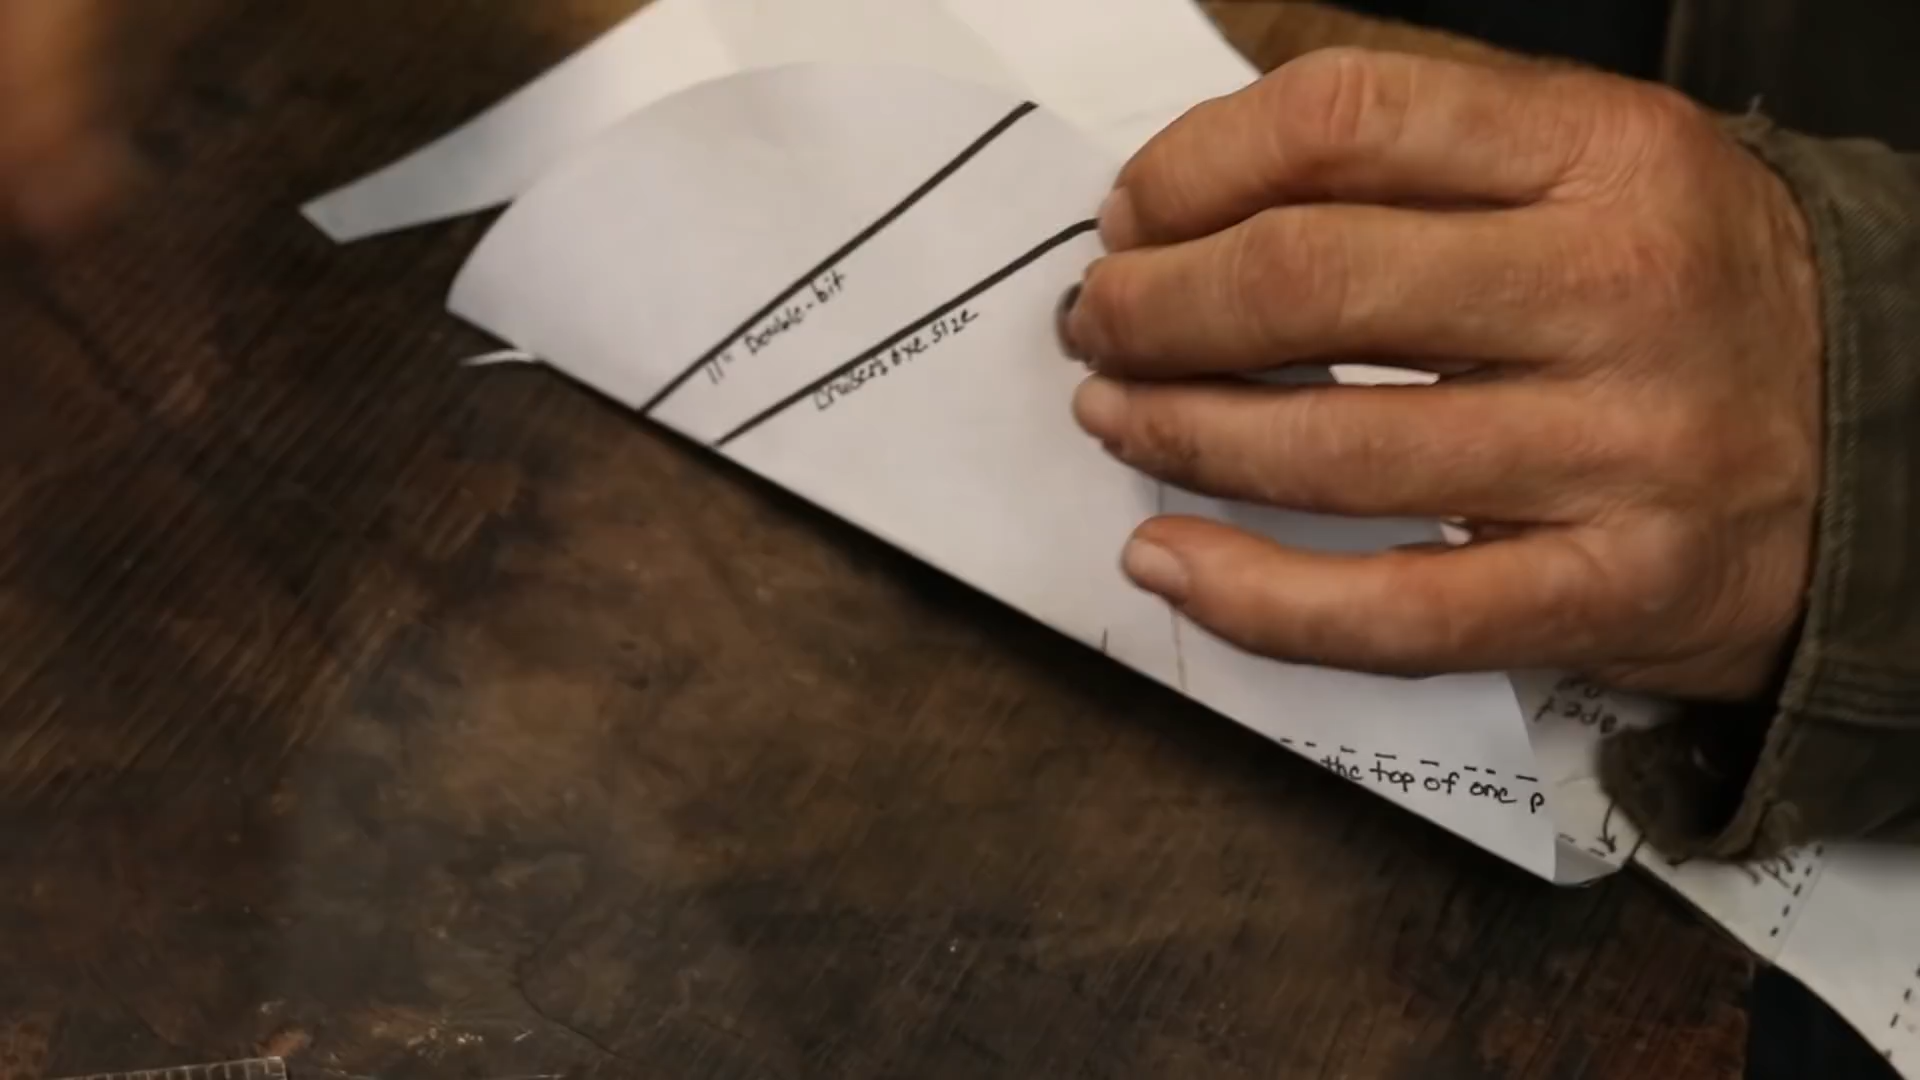 11" Double-bit
Cruisers axe size
the top of one p